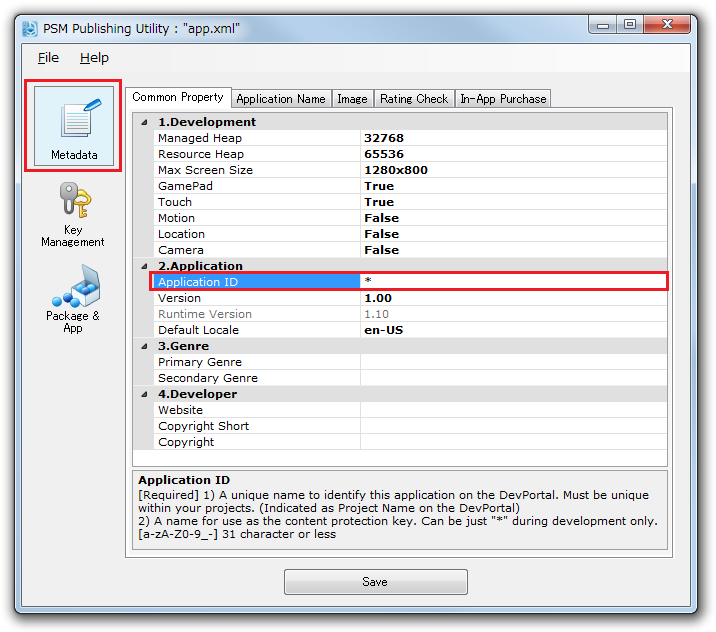 PSM Publishing Utility : "app.xml"
File Help
Metadata
Key
Management
Package &
App
Common Property Application Name Image Rating Check In-App Purchase
1.Development
Managed Heap 32768
Resource Heap 65536
Max Screen Size 1280x800
GamePad True
Touch True
Motion False
Location False
Camera False
2.Application
Application ID *
Version 1.00
Runtime Version 1.10
Default Locale en-US
3.Genre
Primary Genre
Secondary Genre
4.Developer
Website
Copyright Short
Copyright
Application ID
[Required] 1) A unique name to identify this application on the DevPortal. Must be unique
within your projects. (Indicated as Project Name on the DevPortal)
2) A name for use as the content protection key. Can be just "*" during development only.
[a-zA-Z0-9_-] 31 character or less
Save